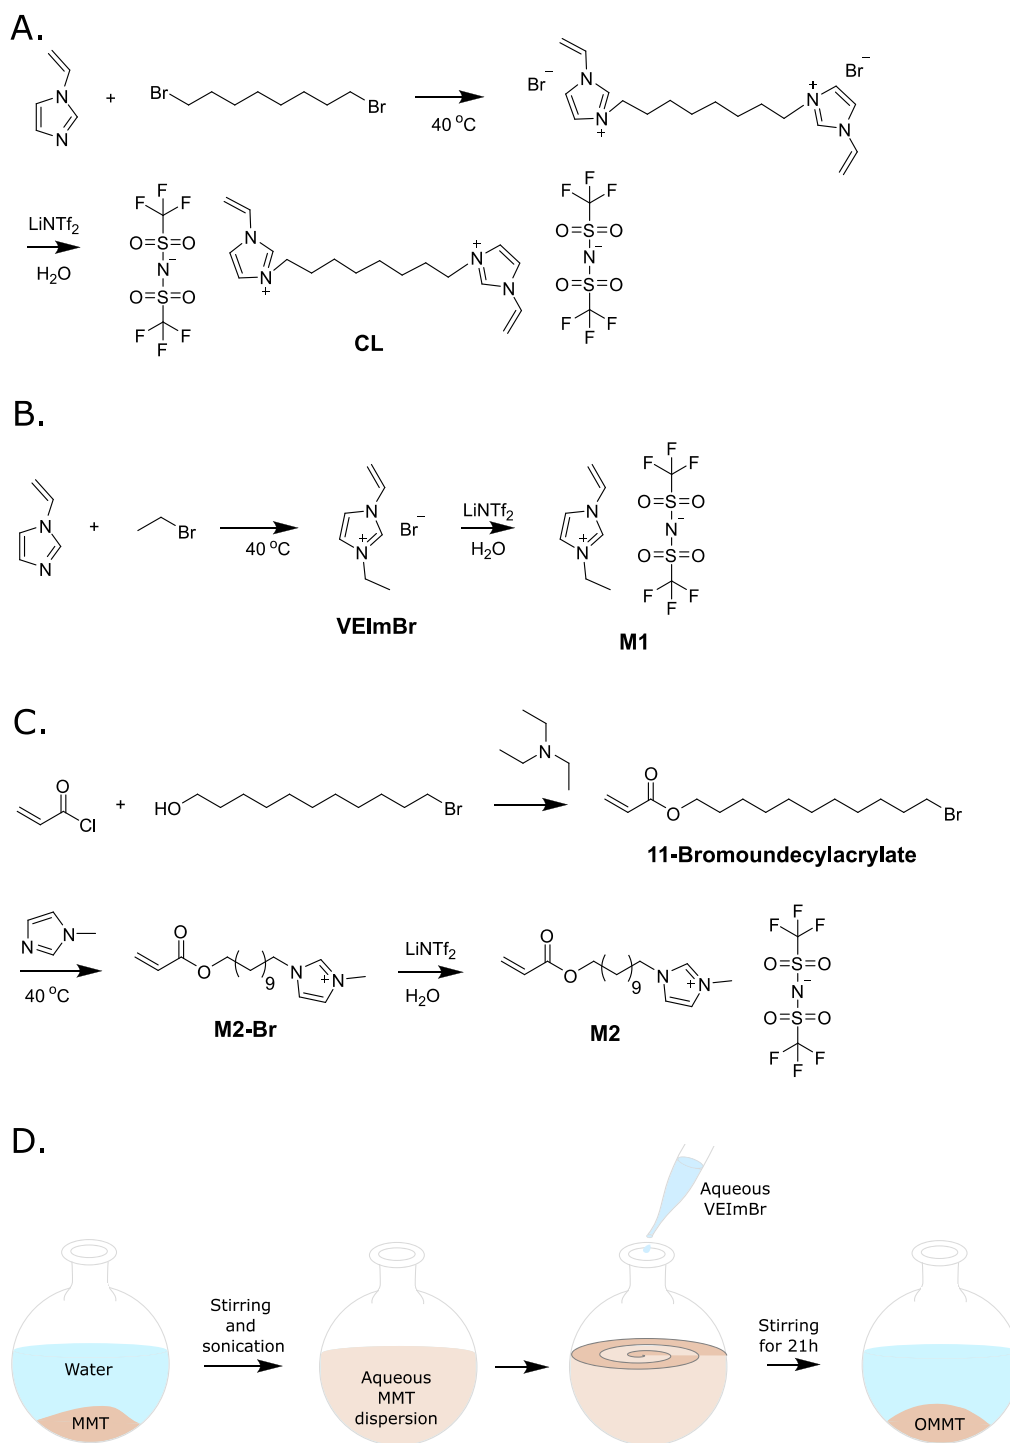 A.
N
N
+
Br
Br
40 °C
Br⁻
N
N
+
N
+
N
Br⁻
LiNTf2
H₂O
F
F F
O=S=O
N⁻
O=S=O
F F
F
N
N
+
N
+
N
F
F F
O=S=O
N⁻
O=S=O
F F
F
CL
B.
N
N
+
Br
40 °C
N
+
N
Br⁻
VEImBr
LiNTf2
H₂O
N
+
N
F
F F
O=S=O
N⁻
O=S=O
F F
F
M1
C.
O
Cl
+
HO
Br
N
O
O
Br
11-Bromoundecylacrylate
N
N
40 °C
O
O
( )9
N
+
N
M2-Br
LiNTf2
H₂O
O
O
( )9
N
+
N
M2
F
F F
O=S=O
N⁻
O=S=O
F F
F
D.
Water
MMT
Stirring
and
sonication
Aqueous
MMT
dispersion
Aqueous
VEImBr
Stirring
for 21h
OMMT